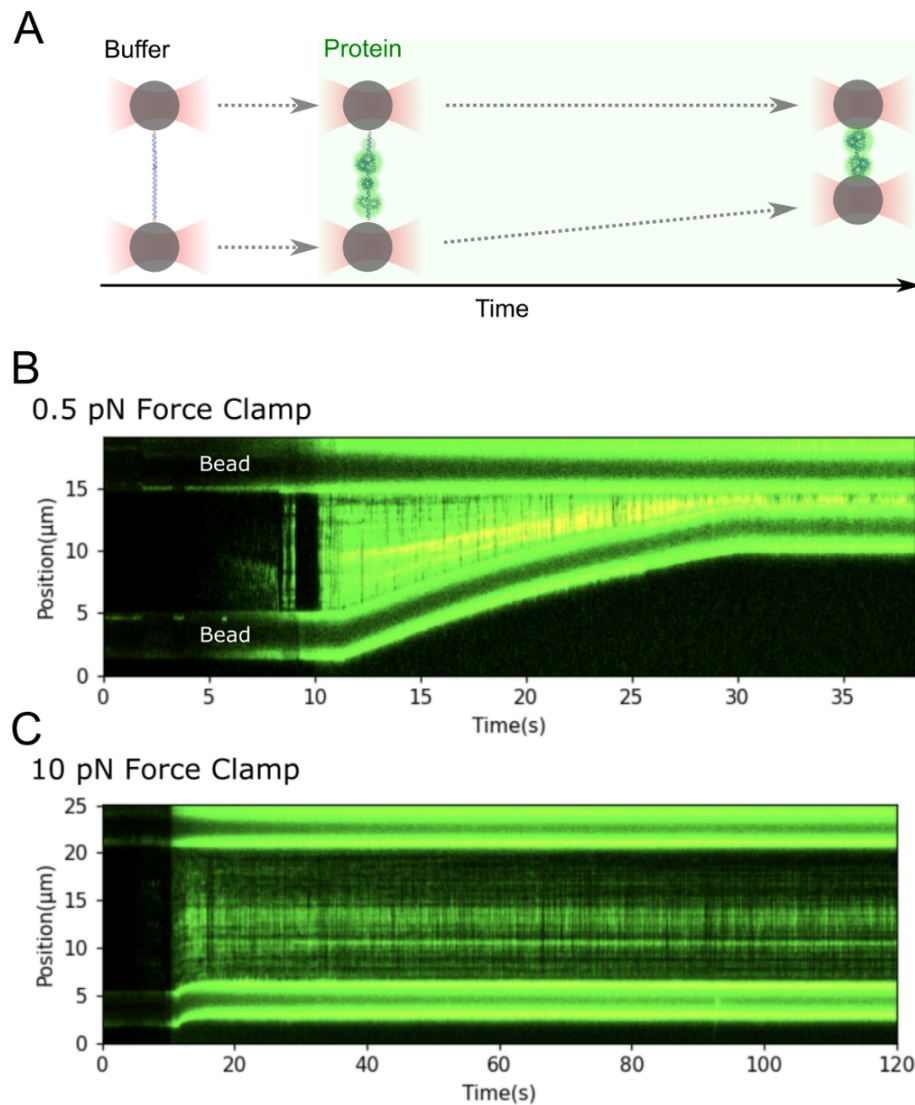 A
Buffer
Protein
Time
B
0.5 pN Force Clamp
Bead
Bead
Position(μm)
15
10
5
0
0 5 10 15 20 25 30 35
Time(s)
C
10 pN Force Clamp
Position(μm)
25
20
15
10
5
0
0 20 40 60 80 100 120
Time(s)